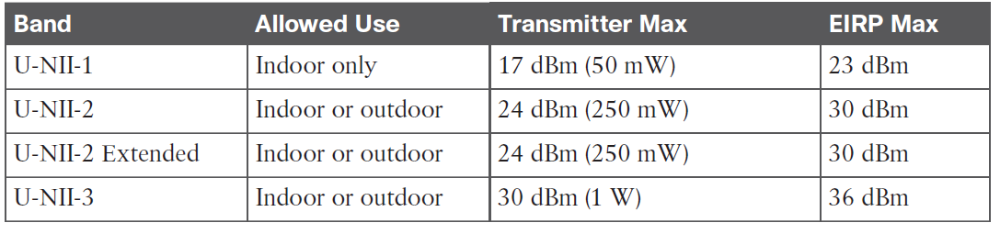 Band Allowed Use Transmitter Max EIRP Max
U-NII-1 Indoor only 17 dBm (50 mW) 23 dBm
U-NII-2 Indoor or outdoor 24 dBm (250 mW) 30 dBm
U-NII-2 Extended Indoor or outdoor 24 dBm (250 mW) 30 dBm
U-NII-3 Indoor or outdoor 30 dBm (1 W) 36 dBm